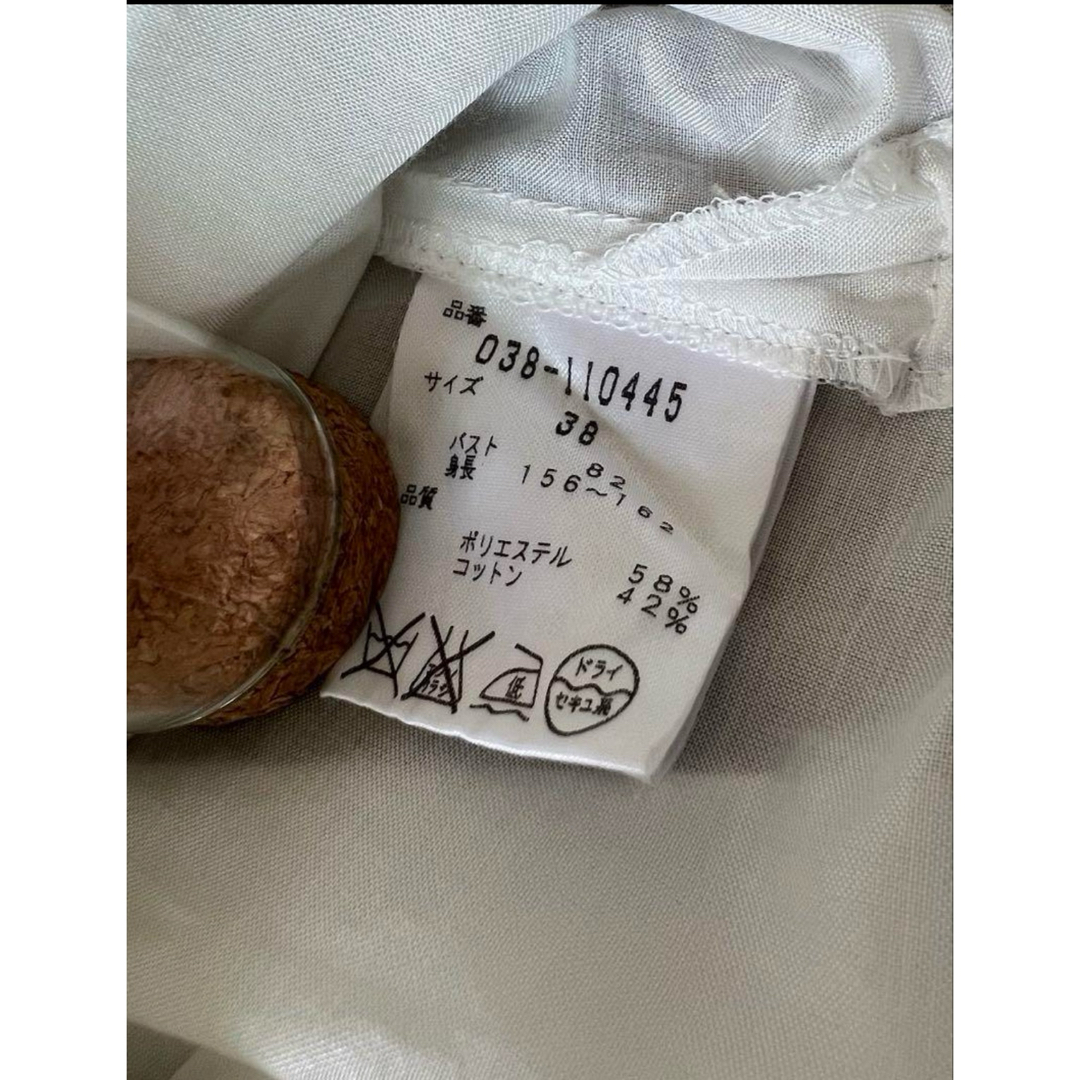 品番
038-110445
サイズ
38
バスト 82
身長 156〜162
品質
ポリエステル 58%
コットン 42%
低
ドライ
セキユ系